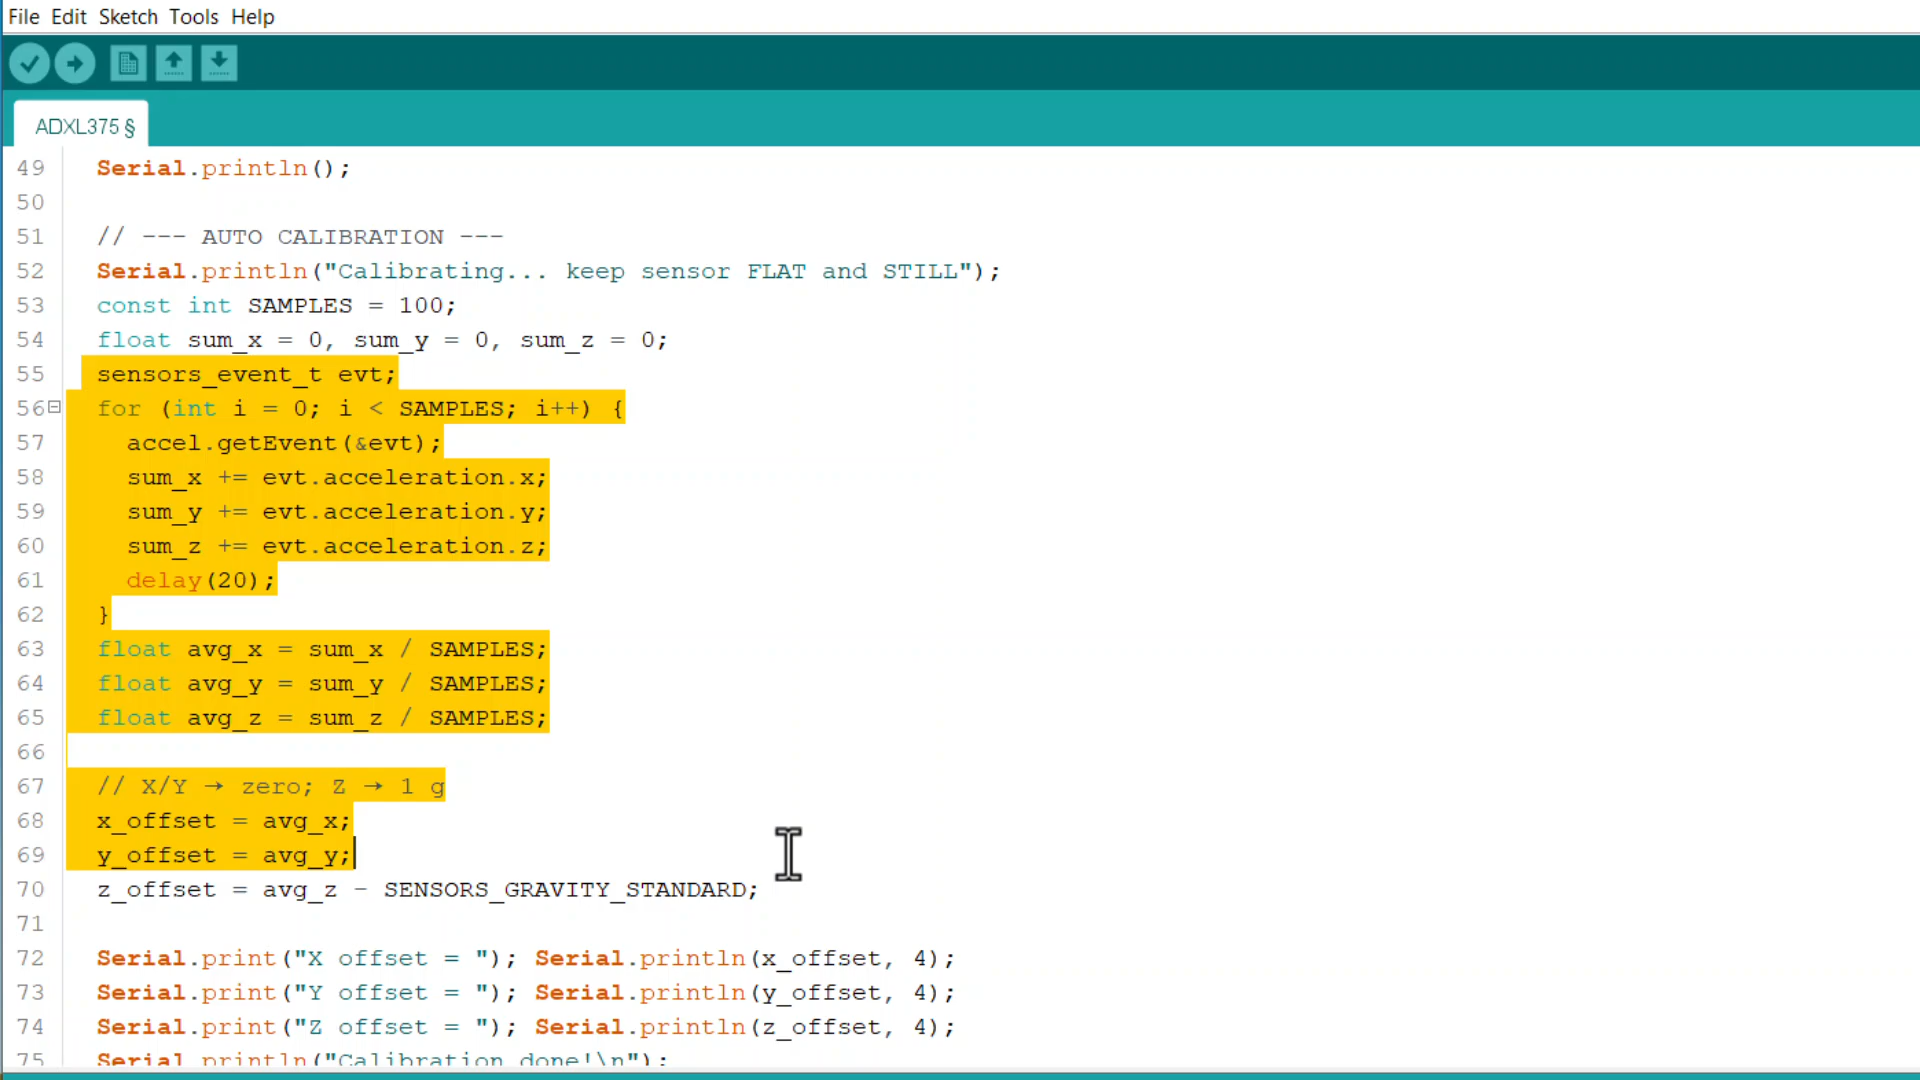 File Edit Sketch Tools Help
ADXL375 §
49 Serial.println();
50
51 // --- AUTO CALIBRATION ---
52 Serial.println("Calibrating... keep sensor FLAT and STILL");
53 const int SAMPLES = 100;
54 float sum_x = 0, sum_y = 0, sum_z = 0;
55 sensors_event_t evt;
56 for (int i = 0; i < SAMPLES; i++) {
57 accel.getEvent(&evt);
58 sum_x += evt.acceleration.x;
59 sum_y += evt.acceleration.y;
60 sum_z += evt.acceleration.z;
61 delay(20);
62 }
63 float avg_x = sum_x / SAMPLES;
64 float avg_y = sum_y / SAMPLES;
65 float avg_z = sum_z / SAMPLES;
66
67 // X/Y → zero; Z → 1 g
68 x_offset = avg_x;
69 y_offset = avg_y;
70 z_offset = avg_z - SENSORS_GRAVITY_STANDARD;
71
72 Serial.print("X offset = "); Serial.println(x_offset, 4);
73 Serial.print("Y offset = "); Serial.println(y_offset, 4);
74 Serial.print("Z offset = "); Serial.println(z_offset, 4);
75 Serial.println("Calibration done!\n");